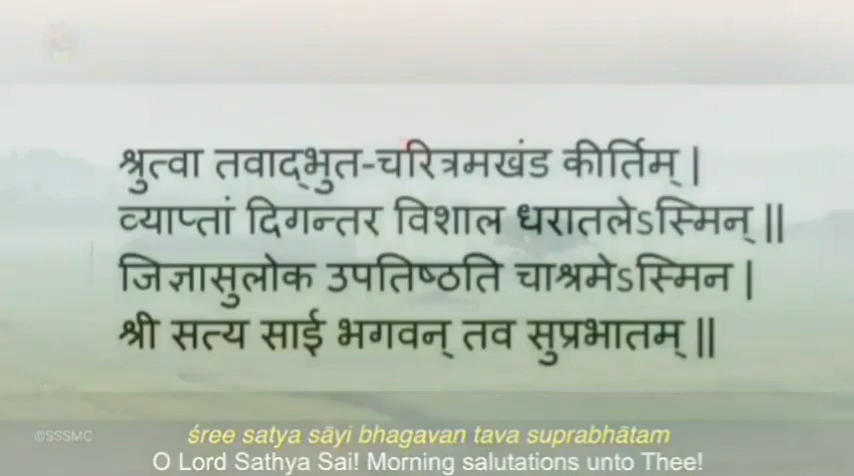 श्रुत्वा तवाद्‌भुत-चरित्रमखंड कीर्तिम् |
व्याप्तां दिगन्तर विशाल धरातलेऽस्मिन् ||
जिज्ञासुलोक उपतिष्ठति चाश्रमेऽस्मिन |
श्री सत्य साई भगवन् तव सुप्रभातम् ||
©SSSMC
śree satya sāyi bhagavan tava suprabhātam
O Lord Sathya Sai! Morning salutations unto Thee!